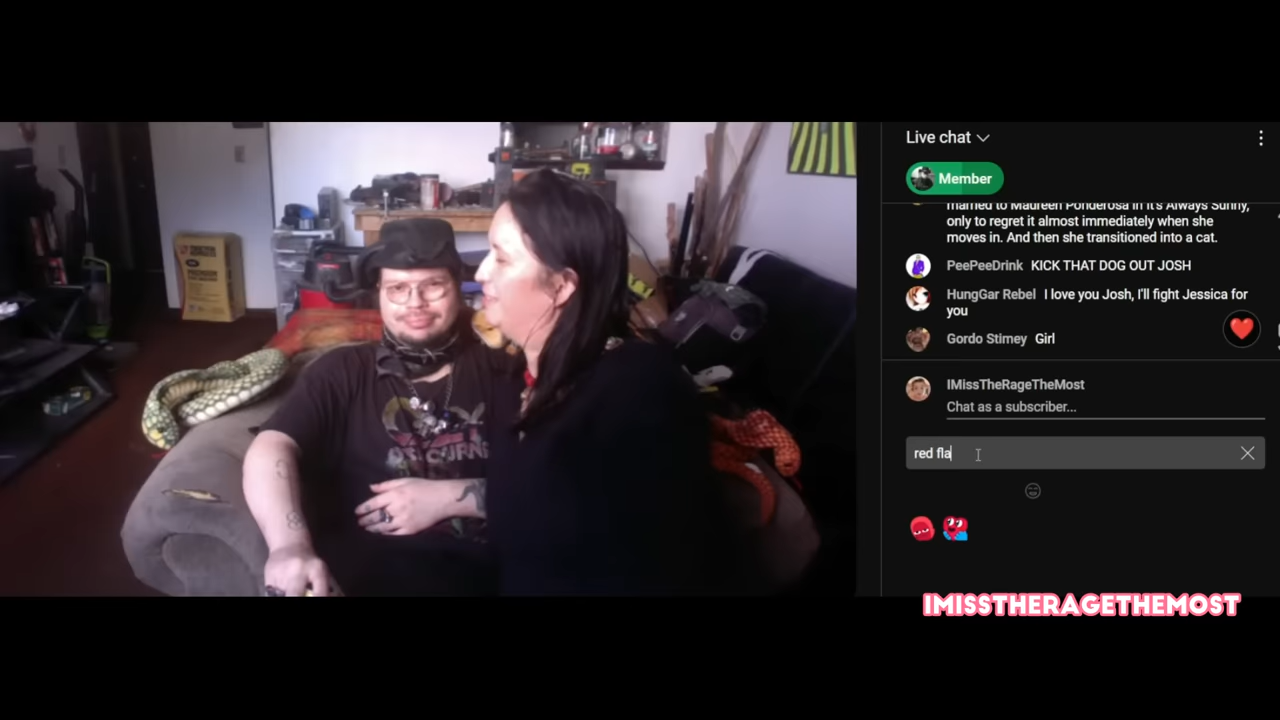 Live chat
Member
married to Maureen Ponderosa in It's Always Sunny,
only to regret it almost immediately when she
moves in. And then she transitioned into a cat.
PeePeeDrink KICK THAT DOG OUT JOSH
HungGar Rebel I love you Josh, I'll fight Jessica for
you
Gordo Stimey Girl
IMissTheRageTheMost
Chat as a subscriber...
red fla
IMISSTHERAGETHEMOST